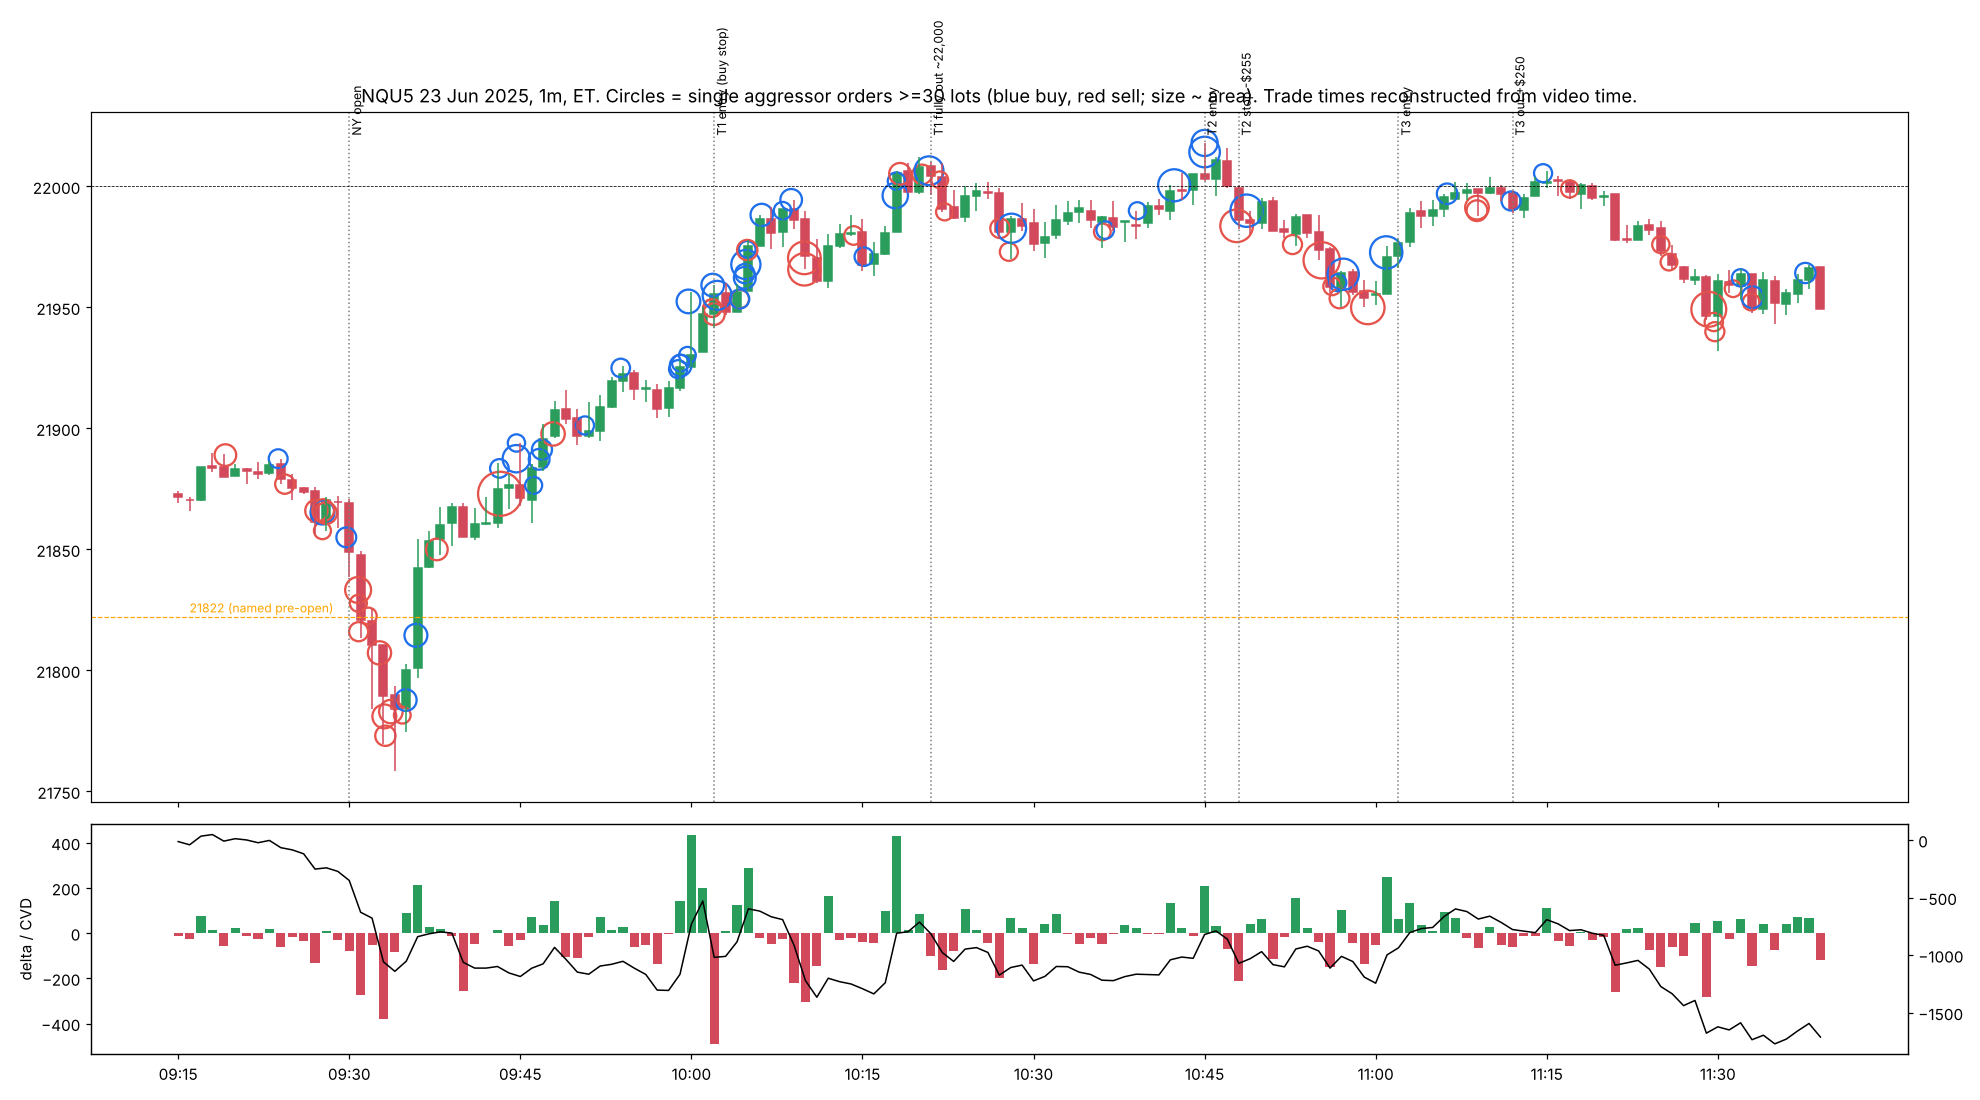 NY open
T1 entry (buy stop)
T1 fully out ~22,000
T2 entry
T2 stop -$255
T3 entry
T3 out +$250
NQU5 23 Jun 2025, 1m, ET. Circles = single aggressor orders >=30 lots (blue buy, red sell; size ~ area). Trade times reconstructed from video time.
22000
21950
21900
21850
21822 (named pre-open)
21800
21750
delta / CVD
400
200
0
−200
−400
0
−500
−1000
−1500
09:15
09:30
09:45
10:00
10:15
10:30
10:45
11:00
11:15
11:30